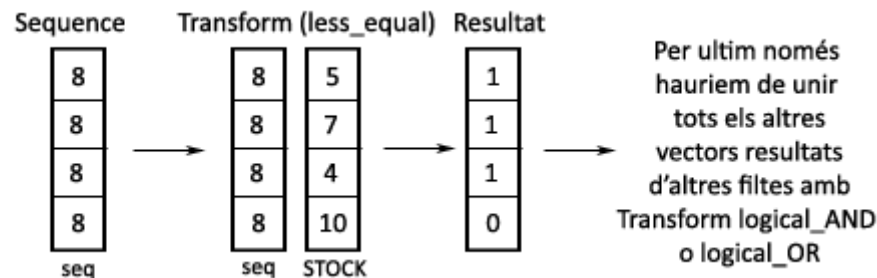 Sequence Transform (less_equal) Resultat
8 8 5 1
8 8 7 1
8 8 4 1
8 8 10 0
seq seq STOCK
Per ultim només
hauriem de unir
tots els altres
vectors resultats
d'altres filtes amb
Transform logical_AND
o logical_OR